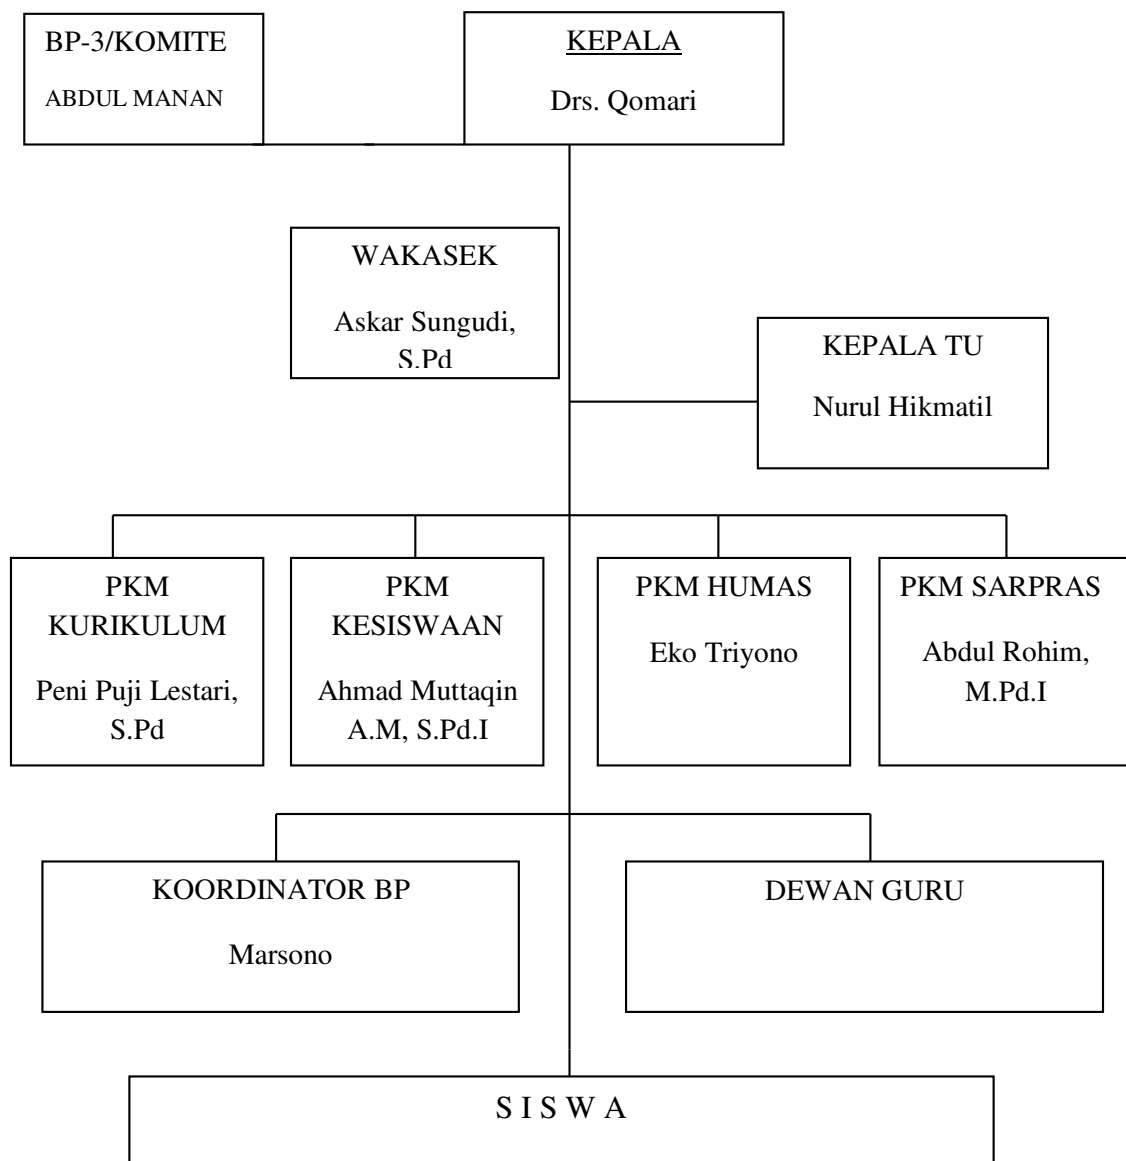 BP-3/KOMITE
ABDUL MANAN
KEPALA
Drs. Qomari
WAKASEK
Askar Sungudi,
S.Pd
KEPALA TU
Nurul Hikmatil
PKM
KURIKULUM
Peni Puji Lestari,
S.Pd
PKM
KESISWAAN
Ahmad Muttaqin
A.M, S.Pd.I
PKM HUMAS
Eko Triyono
PKM SARPRAS
Abdul Rohim,
M.Pd.I
KOORDINATOR BP
Marsono
DEWAN GURU
S I S W A